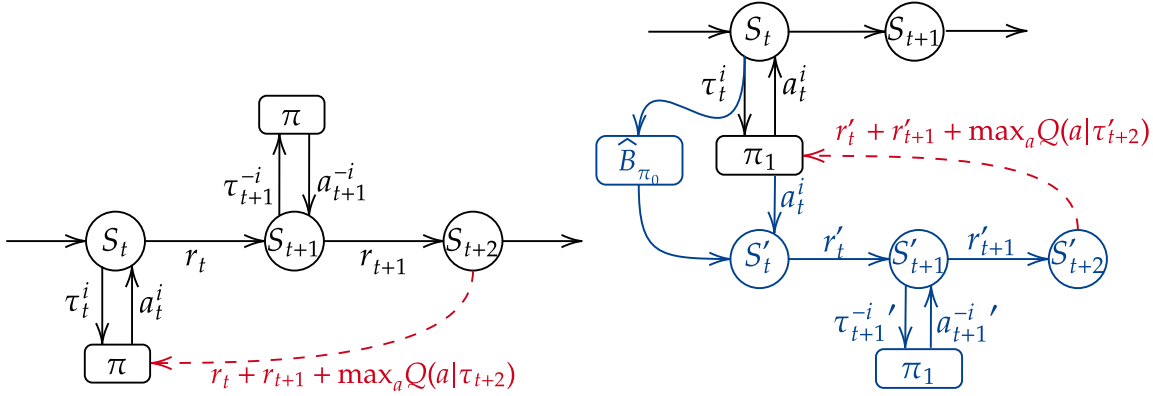 π
τ_{t+1}^{-i}
a_{t+1}^{-i}
S_t
r_t
S_{t+1}
r_{t+1}
S_{t+2}
τ_t^i
a_t^i
π
r_t + r_{t+1} + max_a Q(a|τ_{t+2})
S_t
S_{t+1}
τ_t^i
a_t^i
B̂_{π_0}
π_1
r′_t + r′_{t+1} + max_a Q(a|τ′_{t+2})
a_t^i
S′_t
r′_t
S′_{t+1}
r′_{t+1}
S′_{t+2}
τ_{t+1}^{-i}′
a_{t+1}^{-i}′
π_1